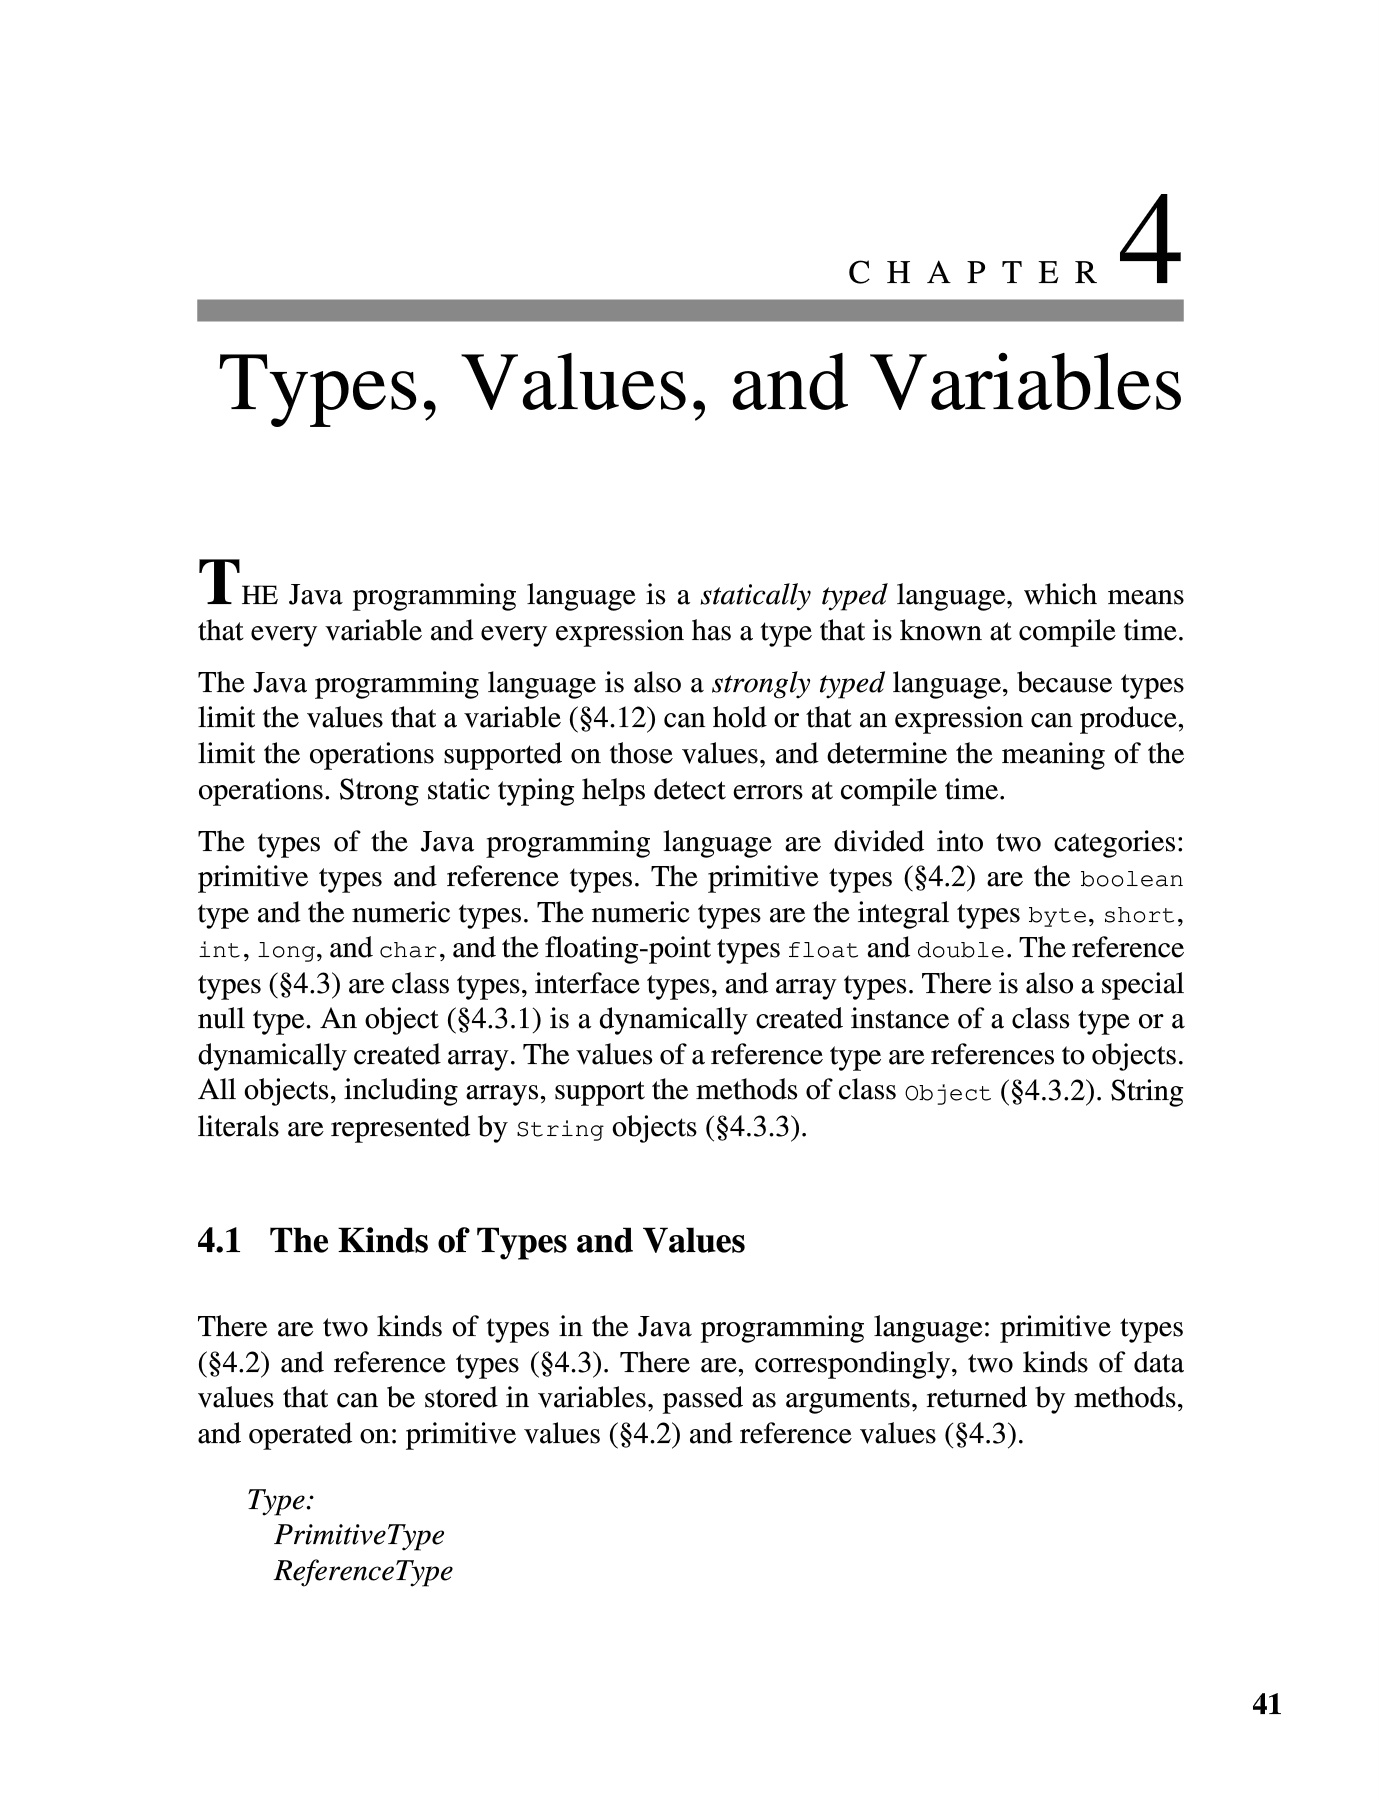 CHAPTER 4
Types, Values, and Variables
THE Java programming language is a statically typed language, which means
that every variable and every expression has a type that is known at compile time.
The Java programming language is also a strongly typed language, because types
limit the values that a variable (§4.12) can hold or that an expression can produce,
limit the operations supported on those values, and determine the meaning of the
operations. Strong static typing helps detect errors at compile time.
The types of the Java programming language are divided into two categories:
primitive types and reference types. The primitive types (§4.2) are the boolean
type and the numeric types. The numeric types are the integral types byte, short,
int, long, and char, and the floating-point types float and double. The reference
types (§4.3) are class types, interface types, and array types. There is also a special
null type. An object (§4.3.1) is a dynamically created instance of a class type or a
dynamically created array. The values of a reference type are references to objects.
All objects, including arrays, support the methods of class Object (§4.3.2). String
literals are represented by String objects (§4.3.3).
4.1 The Kinds of Types and Values
There are two kinds of types in the Java programming language: primitive types
(§4.2) and reference types (§4.3). There are, correspondingly, two kinds of data
values that can be stored in variables, passed as arguments, returned by methods,
and operated on: primitive values (§4.2) and reference values (§4.3).
Type:
PrimitiveType
ReferenceType
41